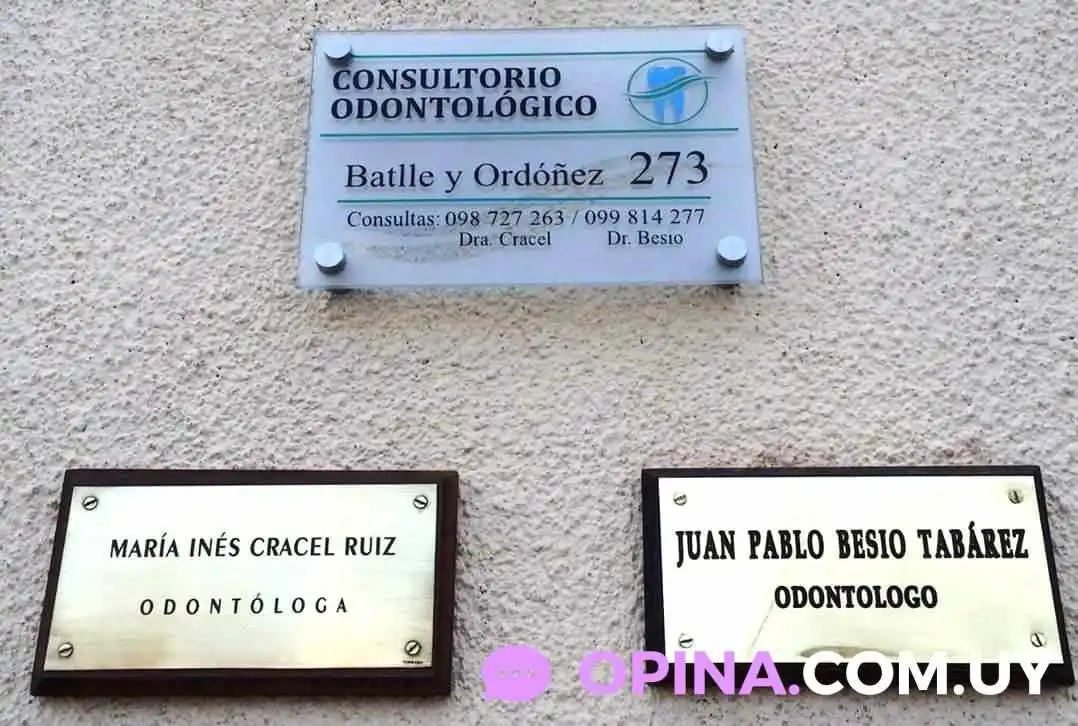 CONSULTORIO
ODONTOLÓGICO
Batlle y Ordóñez 273
Consultas: 098 727 263 / 099 814 277
Dra. Cracel Dr. Besio
MARÍA INÉS CRACEL RUIZ
ODONTÓLOGA
JUAN PABLO BESIO TABÁREZ
ODONTOLOGO
OPINA.COM.UY